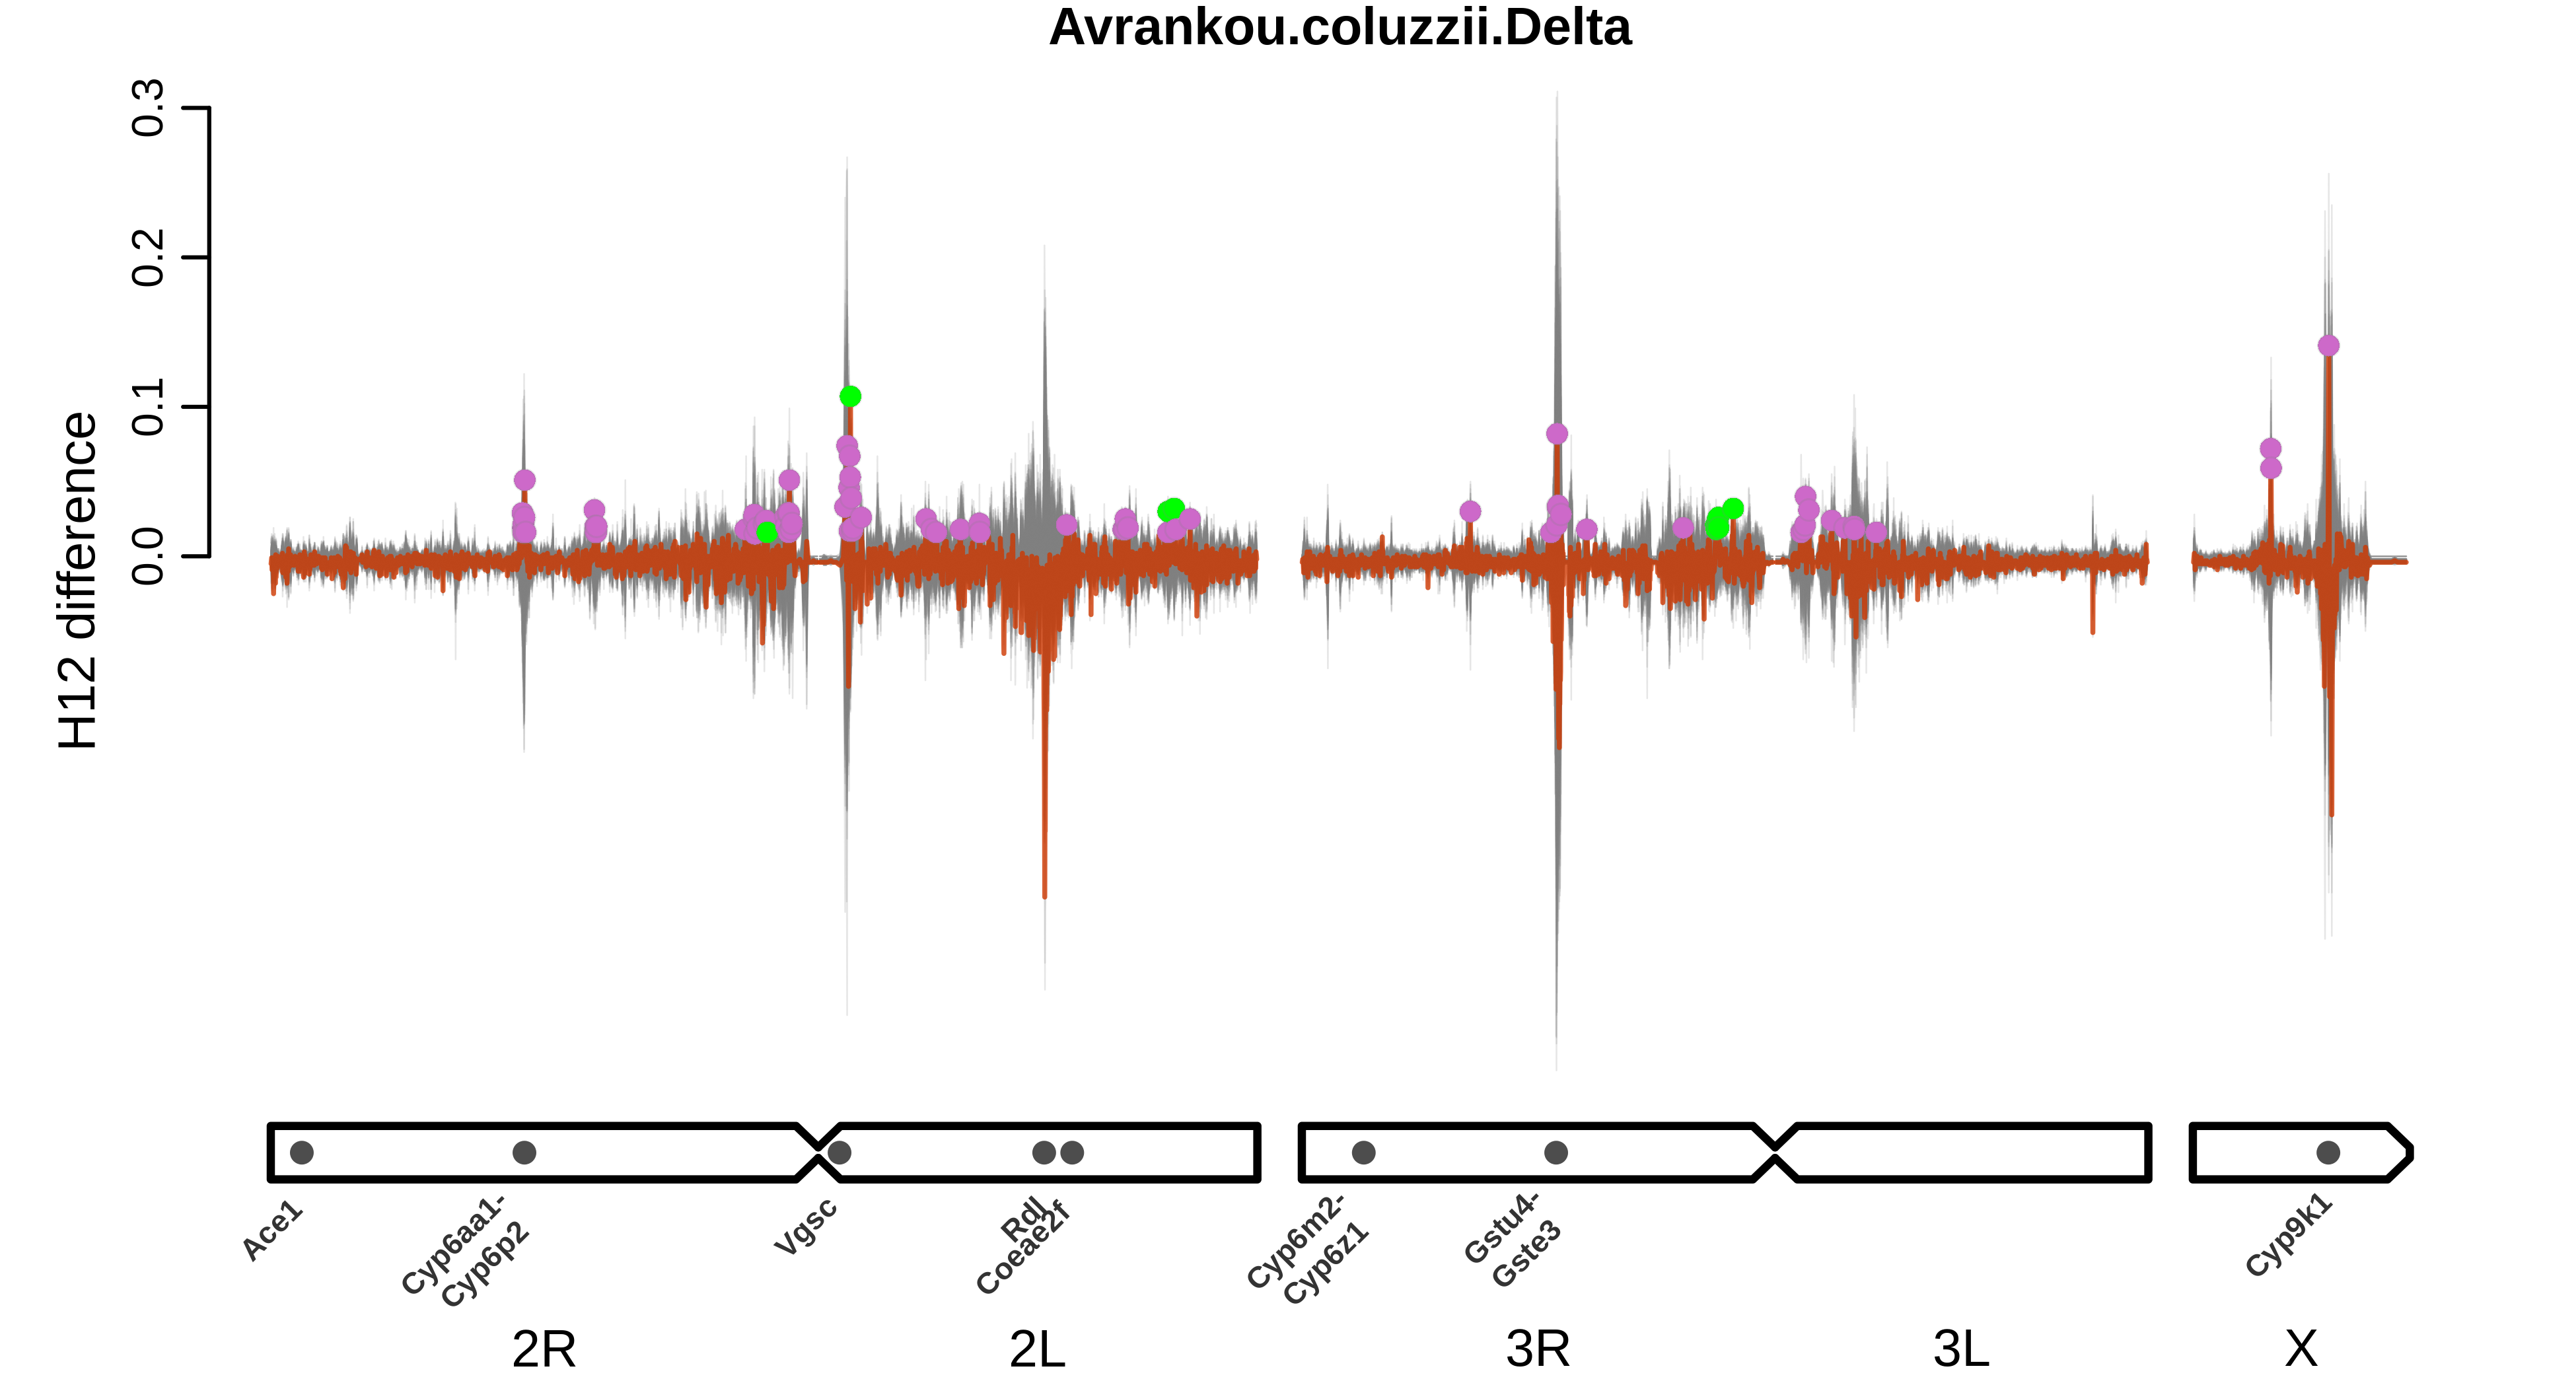 Avrankou.coluzzii.Delta
H12 difference
0.3
0.2
0.1
0.0
Ace1
Cyp6aa1-
Cyp6p2
Vgsc
Rdl
Coeae2f
Cyp6m2-
Cyp6z1
Gstu4-
Gste3
Cyp9k1
2R
2L
3R
3L
X